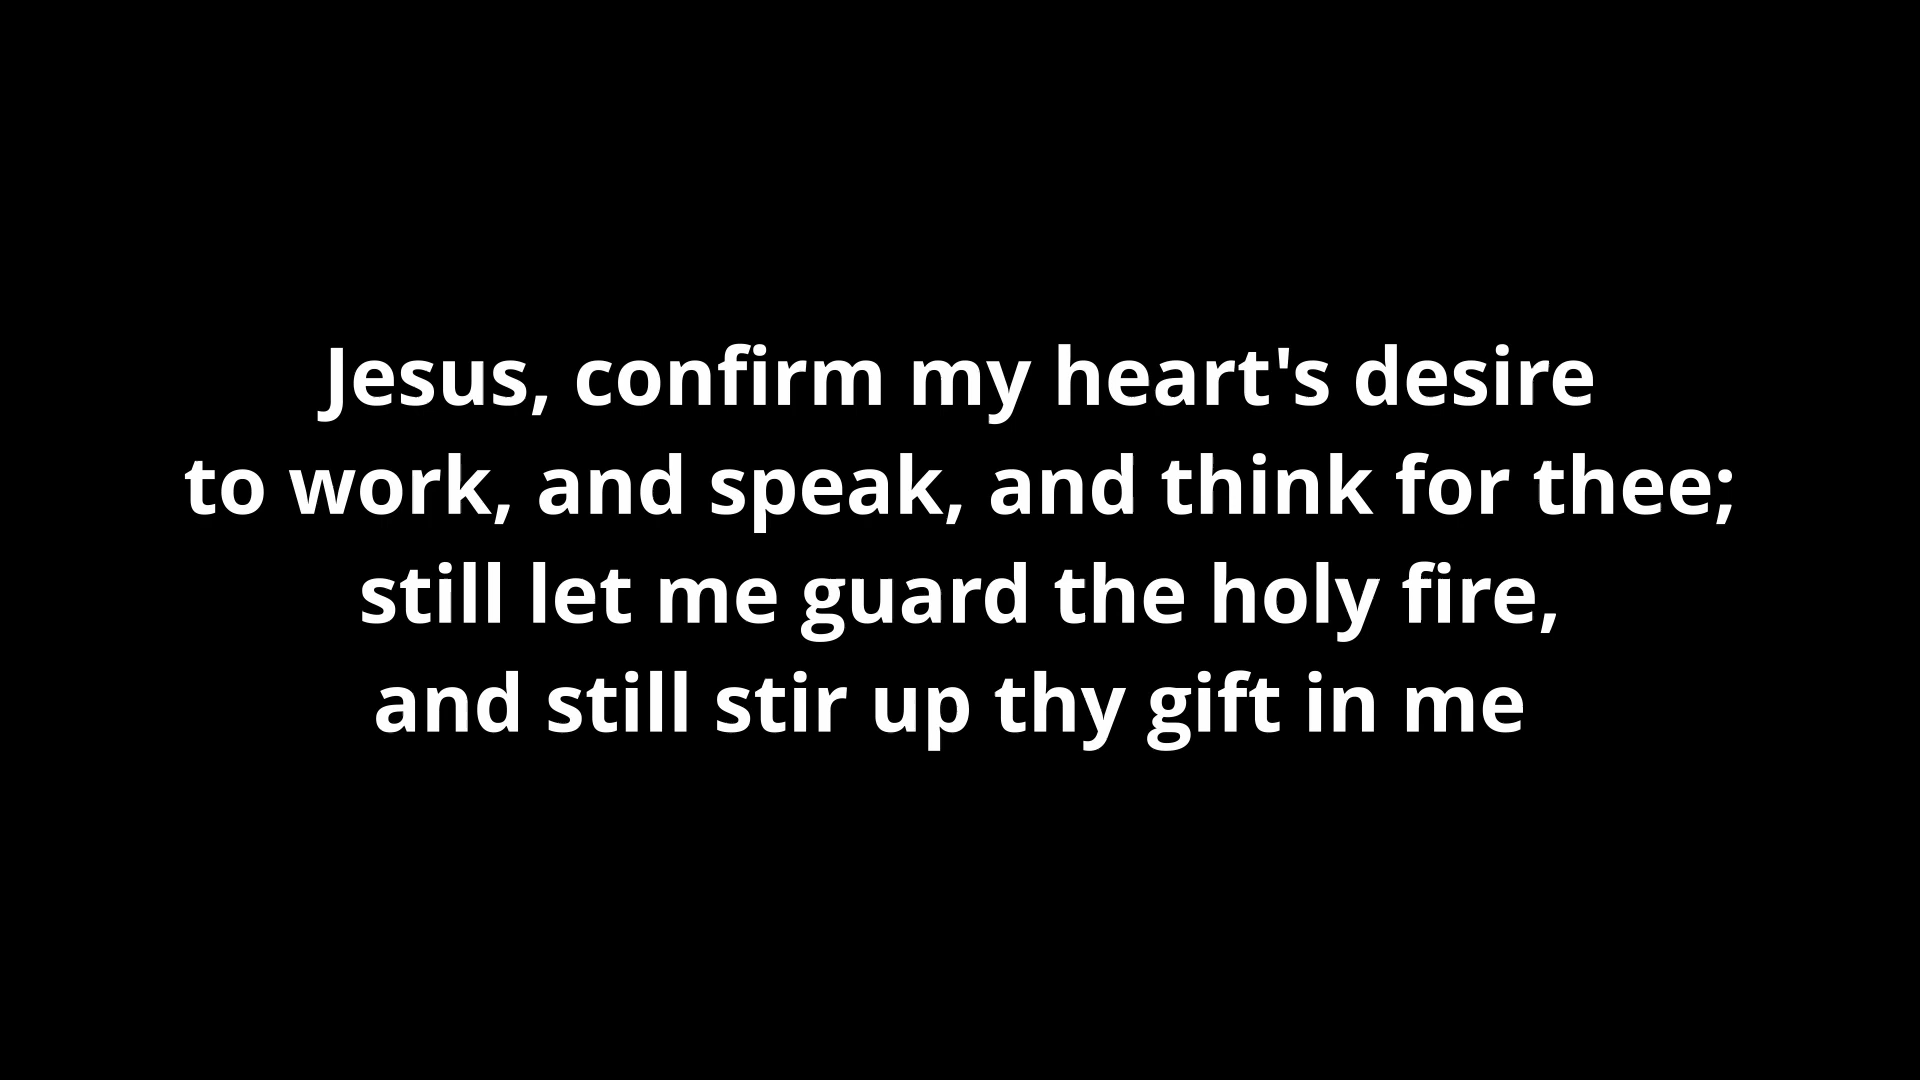 Jesus, confirm my heart's desire
to work, and speak, and think for thee;
still let me guard the holy fire,
and still stir up thy gift in me